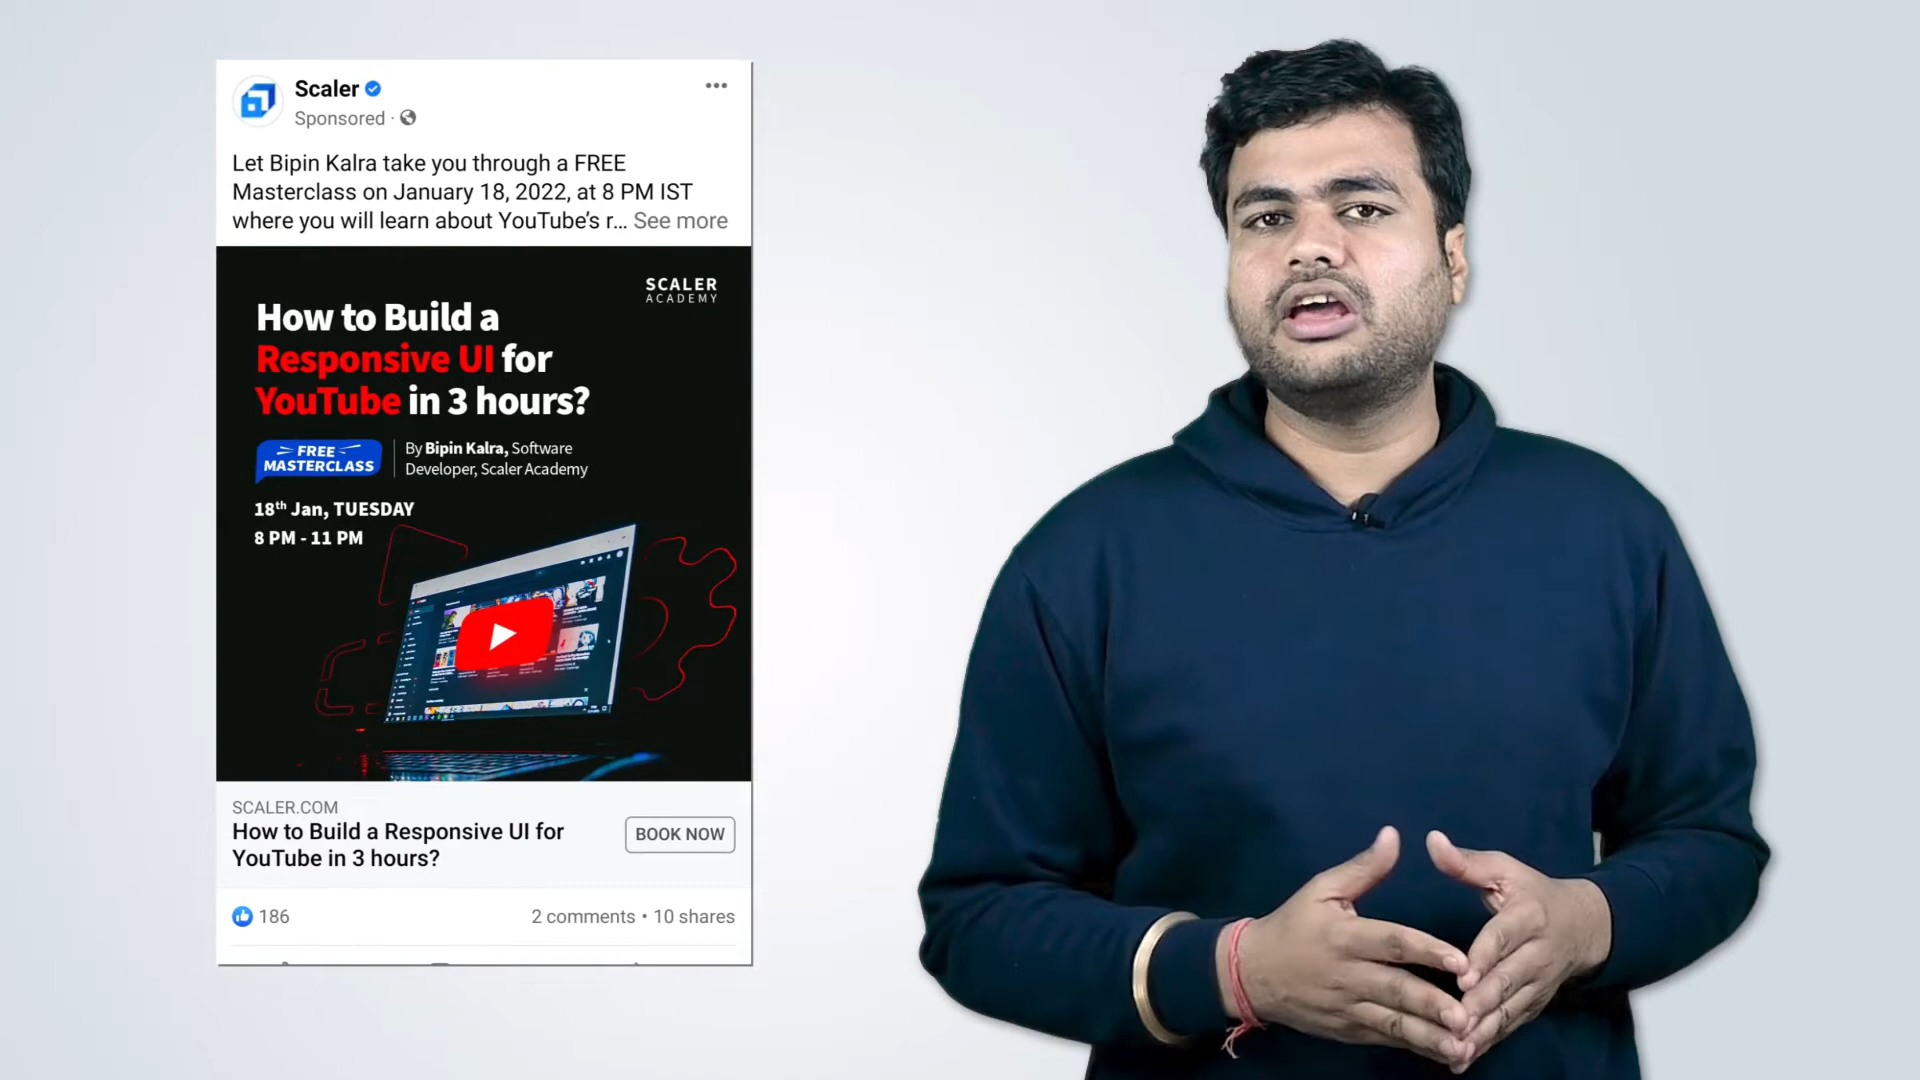 Scaler
Sponsored ·
Let Bipin Kalra take you through a FREE
Masterclass on January 18, 2022, at 8 PM IST
where you will learn about YouTube’s r... See more
SCALER
ACADEMY
How to Build a
Responsive UI for
YouTube in 3 hours?
FREE
MASTERCLASS
By Bipin Kalra, Software
Developer, Scaler Academy
18th Jan, TUESDAY
8 PM - 11 PM
SCALER.COM
How to Build a Responsive UI for
YouTube in 3 hours?
BOOK NOW
186
2 comments • 10 shares